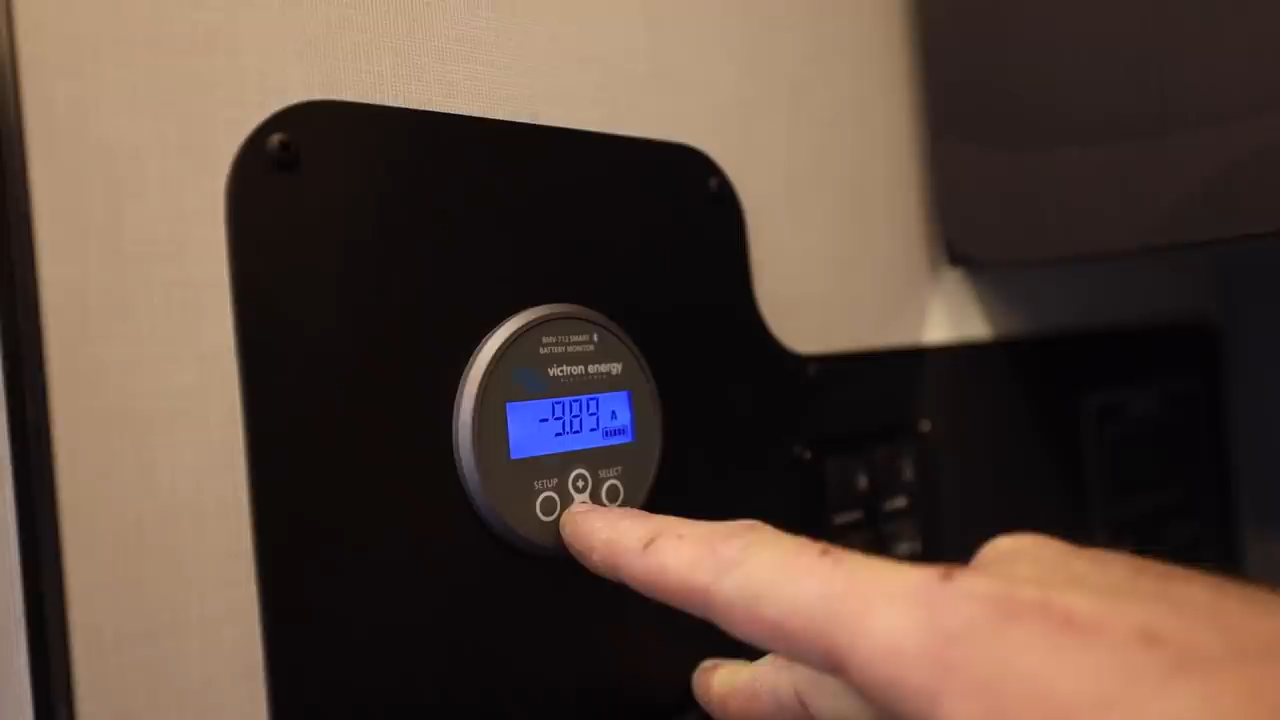 BMV-712 SMART
BATTERY MONITOR
victron energy
-9.89 A
SETUP
+
SELECT